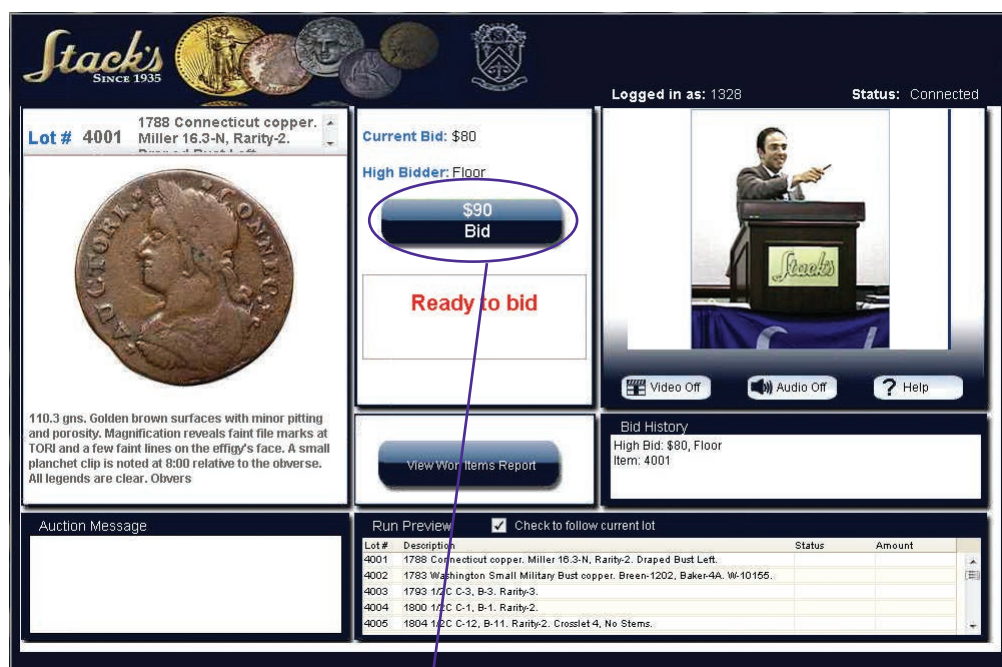 Stack's
SINCE 1935
Logged in as: 1328
Status: Connected
Lot # 4001
1788 Connecticut copper.
Miller 16.3-N, Rarity-2.
Draped Bust Left
AUCTORI: CONNEC:
110.3 gns. Golden brown surfaces with minor pitting
and porosity. Magnification reveals faint file marks at
TORI and a few faint lines on the effigy's face. A small
planchet clip is noted at 8:00 relative to the obverse.
All legends are clear. Obvers
Current Bid: $80
High Bidder: Floor
$90
Bid
Ready to bid
View Won Items Report
Stack's
Video Off
Audio Off
? Help
Bid History
High Bid: $80, Floor
Item: 4001
Auction Message
Run Preview
Check to follow current lot
Lot # Description Status Amount
4001 1788 Connecticut copper. Miller 16.3-N, Rarity-2. Draped Bust Left.
4002 1783 Washington Small Military Bust copper. Breen-1202, Baker-4A. W-10155.
4003 1793 1/2C C-3, B-3. Rarity-3.
4004 1800 1/2C C-1, B-1. Rarity-2.
4005 1804 1/2C C-12, B-11. Rarity-2. Crosslet 4, No Stems.